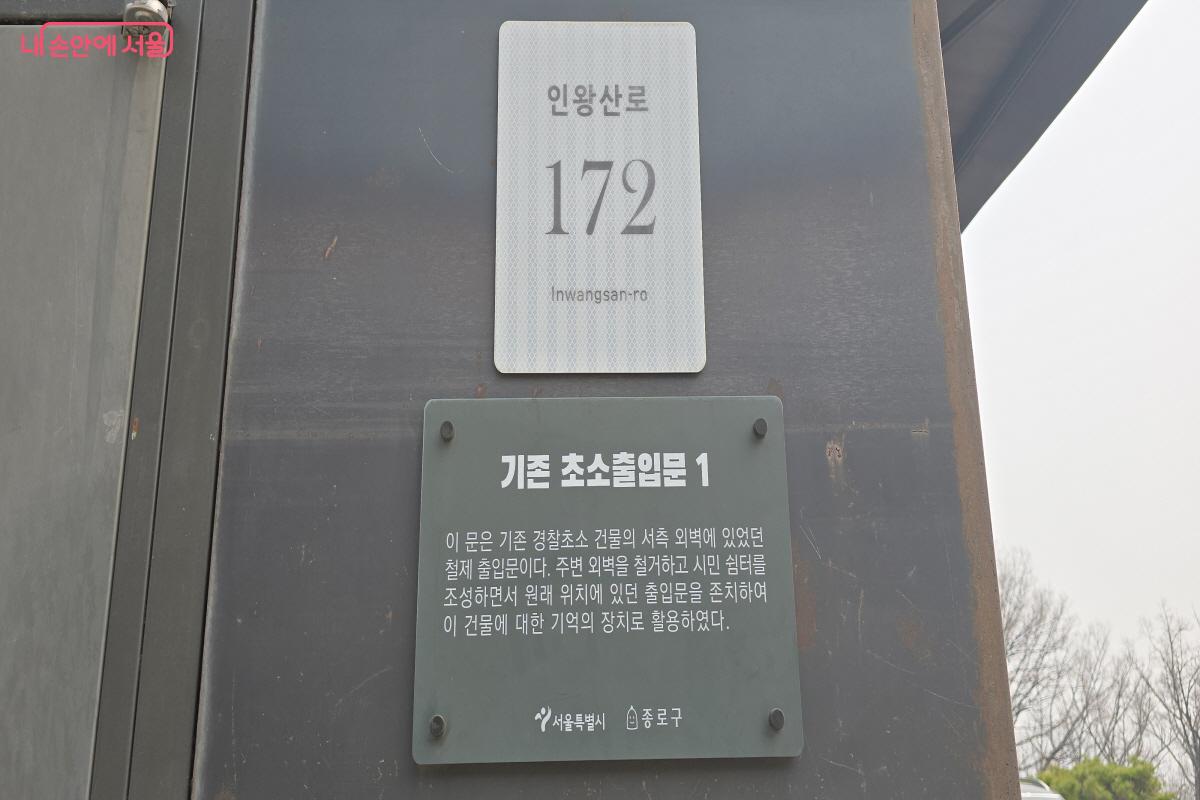 내 손안에 서울
인왕산로
172
Inwangsan-ro
기존 초소출입문 1
이 문은 기존 경찰초소 건물의 서측 외벽에 있었던
철제 출입문이다. 주변 외벽을 철거하고 시민 쉼터를
조성하면서 원래 위치에 있던 출입문을 존치하여
이 건물에 대한 기억의 장치로 활용하였다.
서울특별시 종로구